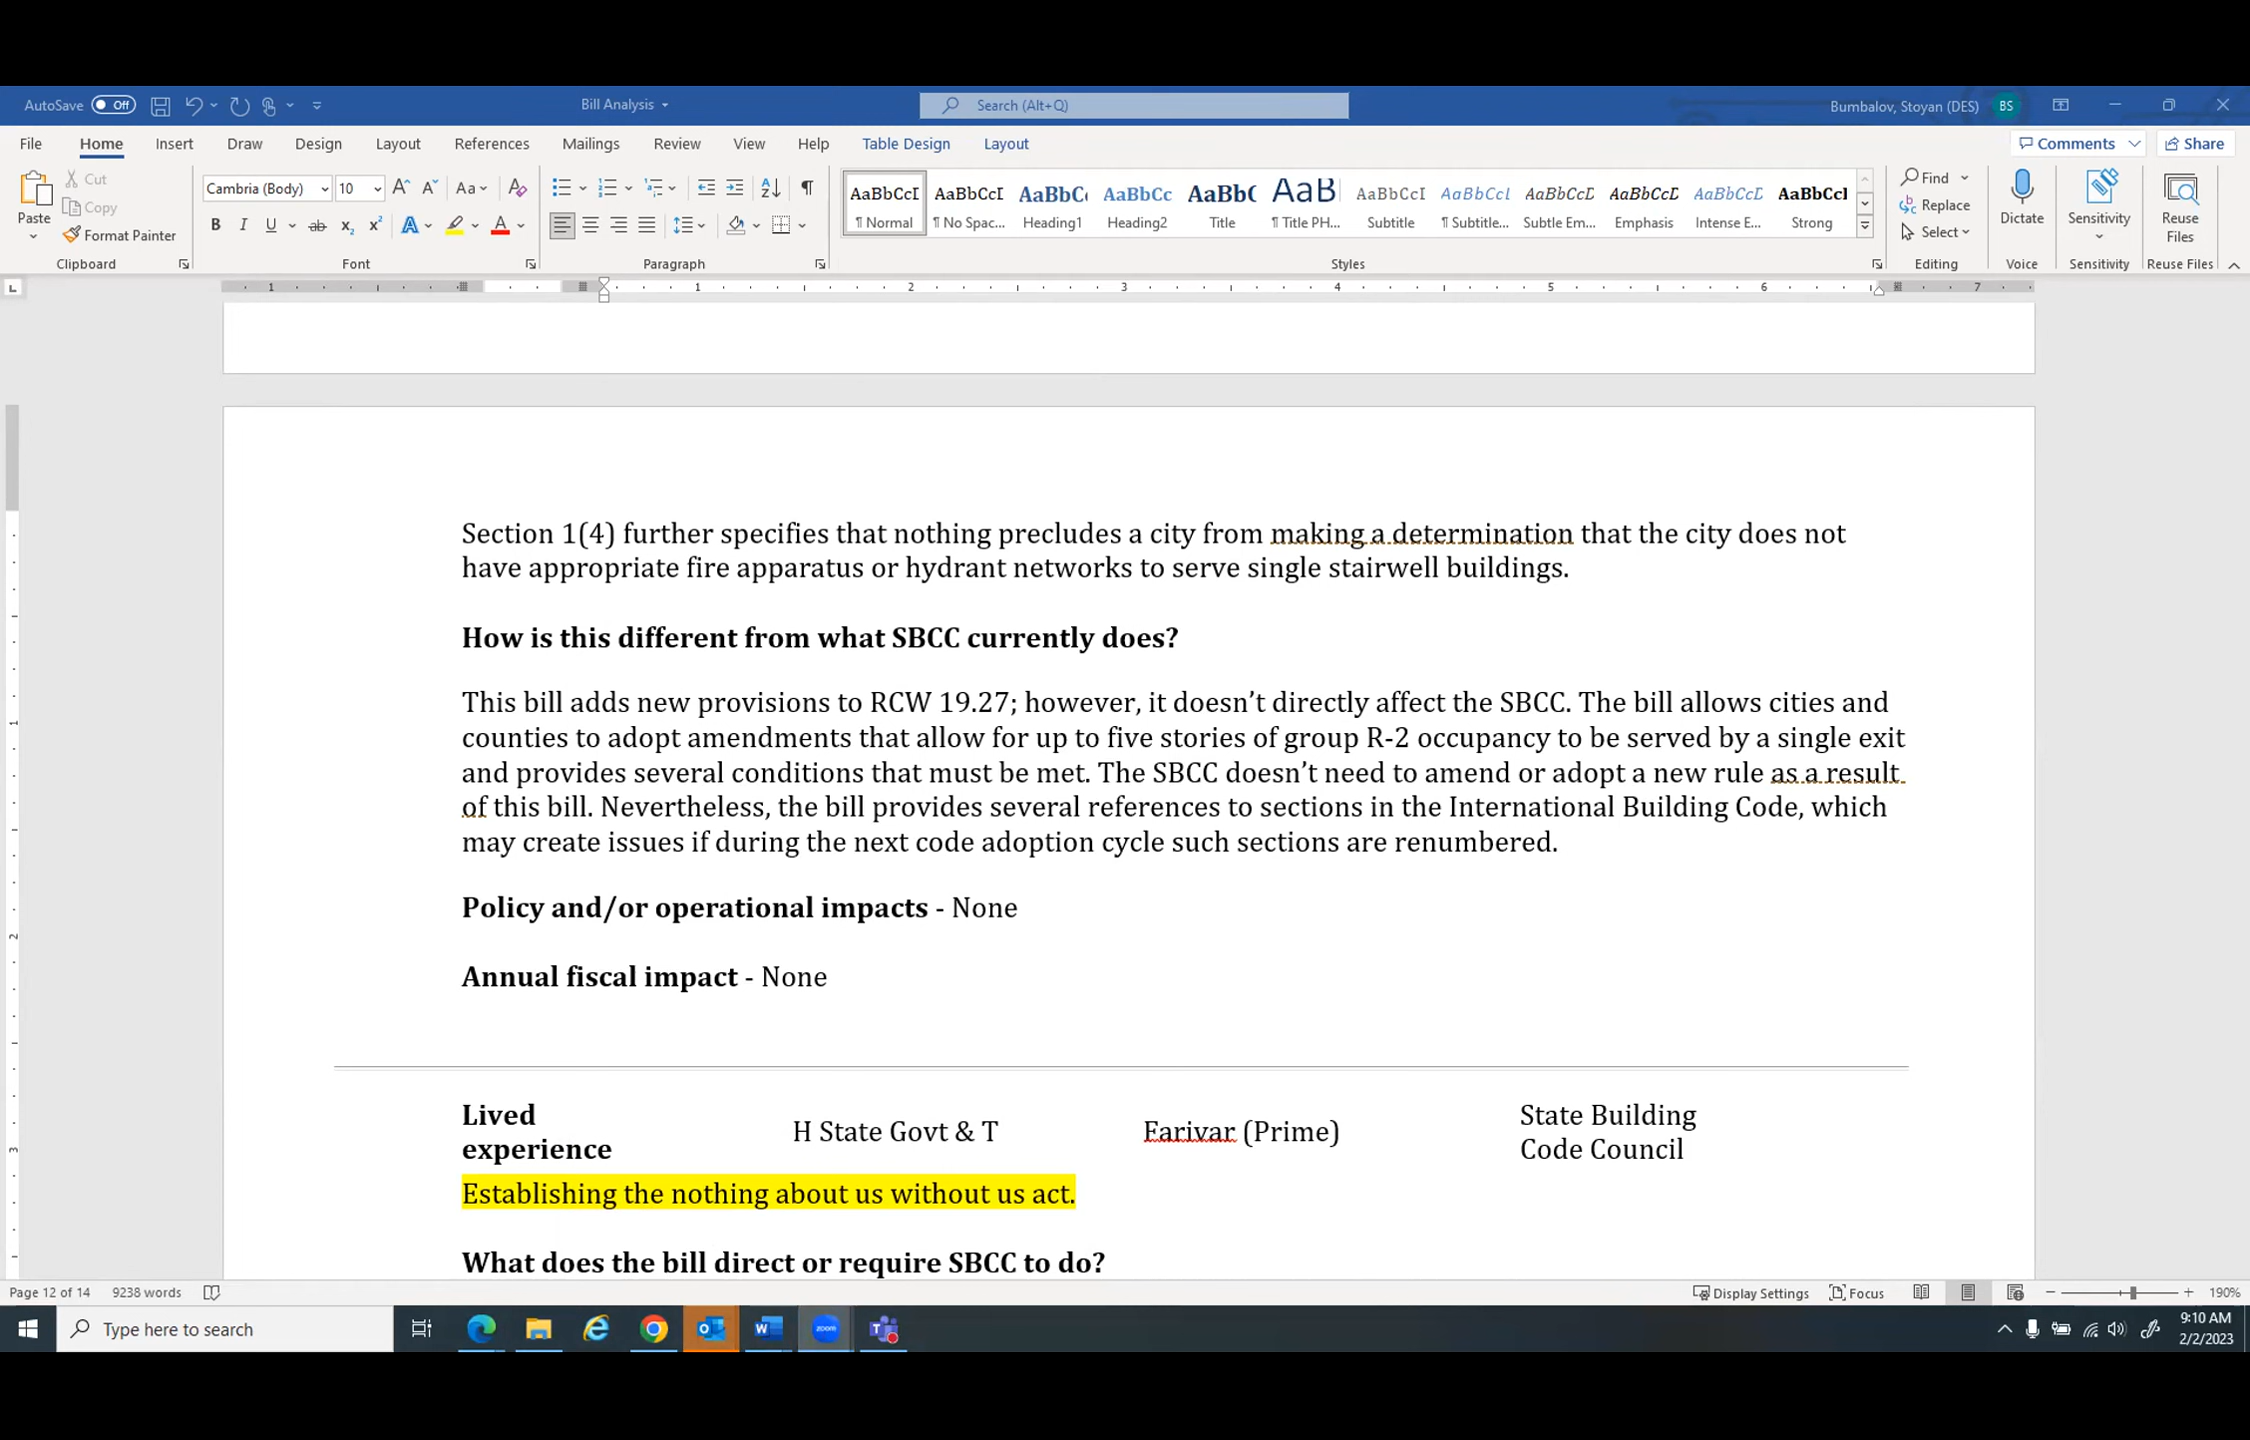 AutoSave Off Bill Analysis Search (Alt+Q) Bumbalov, Stoyan (DES) BS
File Home Insert Draw Design Layout References Mailings Review View Help Table Design Layout Comments Share
Paste Cut Copy Format Painter Clipboard
Cambria (Body) 10 Font
Paragraph
AaBbCcI AaBbCcI AaBbC AaBbCc AaBb( AaB AaBbCcI AaBbCcI AaBbCcD AaBbCcD AaBbCcD AaBbCcI
¶ Normal ¶ No Spac... Heading1 Heading2 Title ¶ Title PH... Subtitle ¶ Subtitle... Subtle Em... Emphasis Intense E... Strong
Styles
Find Replace Select Editing
Dictate Voice
Sensitivity Sensitivity
Reuse Files Reuse Files
1 1 2 3 4 5 6 7
Section 1(4) further specifies that nothing precludes a city from making a determination that the city does not
have appropriate fire apparatus or hydrant networks to serve single stairwell buildings.
How is this different from what SBCC currently does?
This bill adds new provisions to RCW 19.27; however, it doesn’t directly affect the SBCC. The bill allows cities and
counties to adopt amendments that allow for up to five stories of group R-2 occupancy to be served by a single exit
and provides several conditions that must be met. The SBCC doesn’t need to amend or adopt a new rule as a result
of this bill. Nevertheless, the bill provides several references to sections in the International Building Code, which
may create issues if during the next code adoption cycle such sections are renumbered.
Policy and/or operational impacts - None
Annual fiscal impact - None
Lived
experience
H State Govt & T
Farivar (Prime)
State Building
Code Council
Establishing the nothing about us without us act.
What does the bill direct or require SBCC to do?
Page 12 of 14 9238 words Display Settings Focus 190%
Type here to search zoom 9:10 AM
2/2/2023